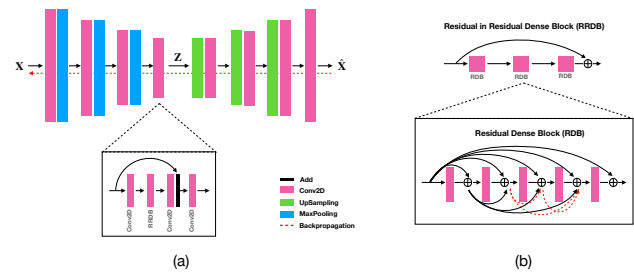 X
Z
X̂
Conv2D
RRDB
Conv2D
Conv2D
Add
Conv2D
UpSampling
MaxPooling
Backpropagation
(a)
Residual in Residual Dense Block (RRDB)
RDB
RDB
RDB
Residual Dense Block (RDB)
(b)